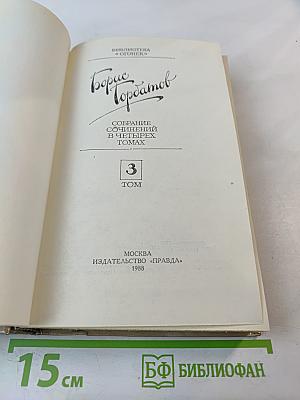 БИБЛИОТЕКА
«ОГОНЕК»
Борис
Горбатов
СОБРАНИЕ
СОЧИНЕНИЙ
В ЧЕТЫРЕХ
ТОМАХ
3
ТОМ
МОСКВА
ИЗДАТЕЛЬСТВО «ПРАВДА»
1988
15 см
БФ БИБЛИОФАН